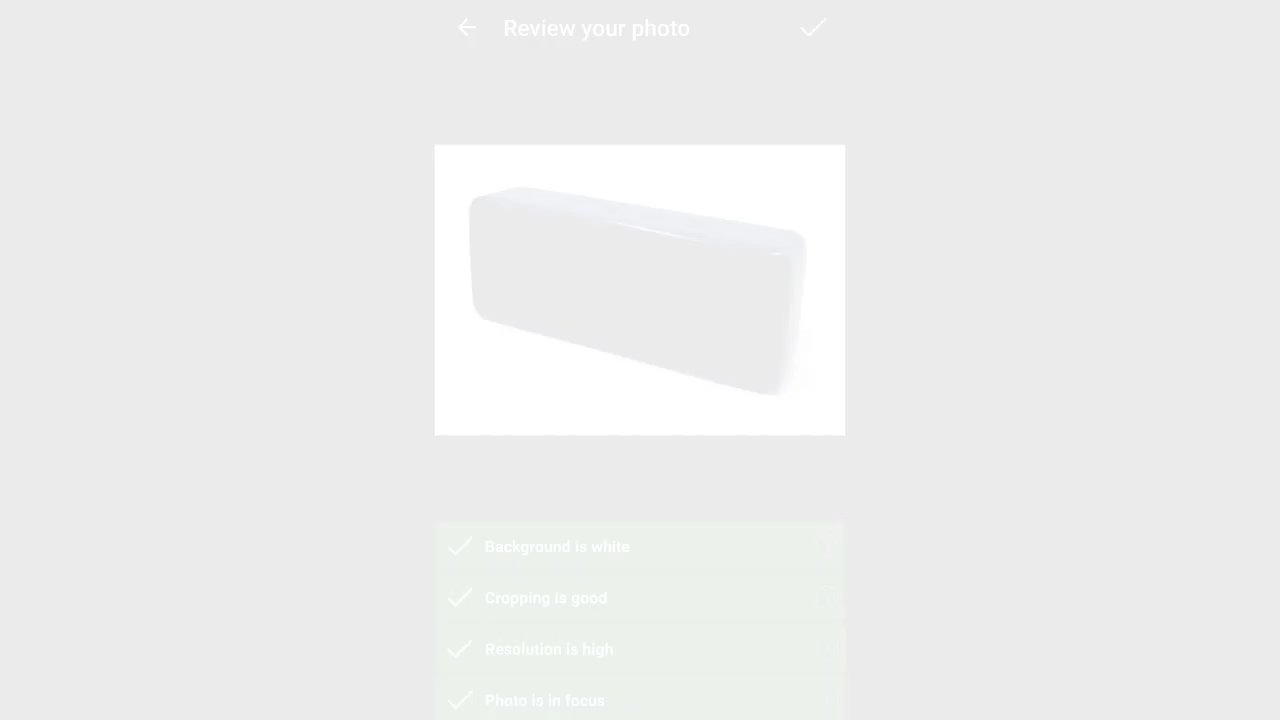 Review your photo
Background is white
Cropping is good
Resolution is high
Photo is in focus